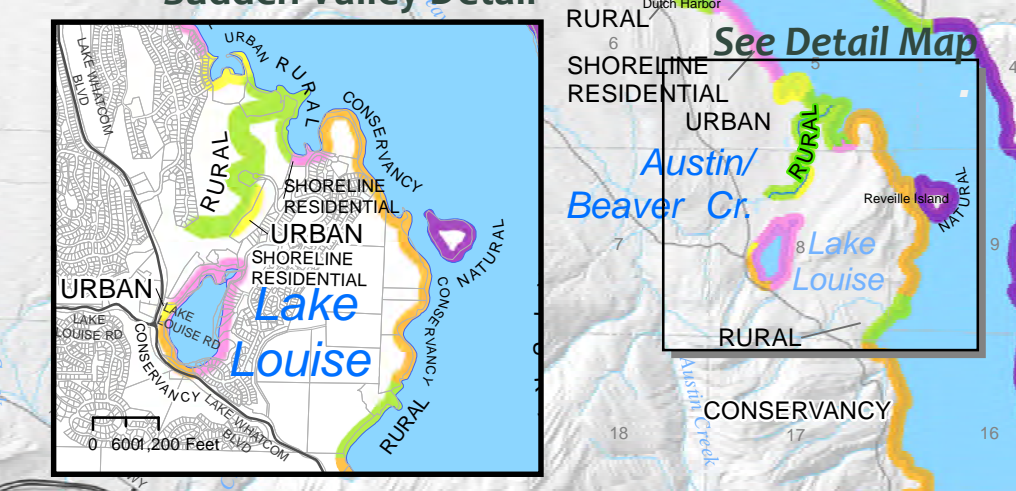 Sudden Valley Detail
LAKE WHATCOM
BLVD
URBAN
RURAL
CONSERVANCY
RURAL
SHORELINE
RESIDENTIAL
URBAN
NATURAL
SHORELINE
RESIDENTIAL
URBAN
Lake
Louise
LAKE
LOUISE RD
LAKE
LOUISE RD
CONSERVANCY
CONSERVANCY
LAKE WHATCOM
BLVD
RURAL
0 600 1,200 Feet
Dutch Harbor
RURAL
6
See Detail Map
5
4
SHORELINE
RESIDENTIAL
URBAN
RURAL
Austin/
Beaver Cr.
Reveille Island
NATURAL
7
8
Lake
Louise
9
RURAL
Austin Creek
CONSERVANCY
18
17
16